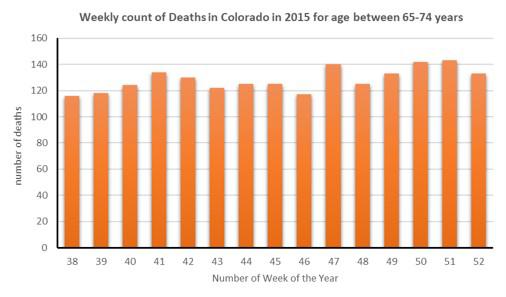 Weekly count of Deaths in Colorado in 2015 for age between 65-74 years
160
140
120
100
80
60
40
20
0
number of deaths
38 39 40 41 42 43 44 45 46 47 48 49 50 51 52
Number of Week of the Year